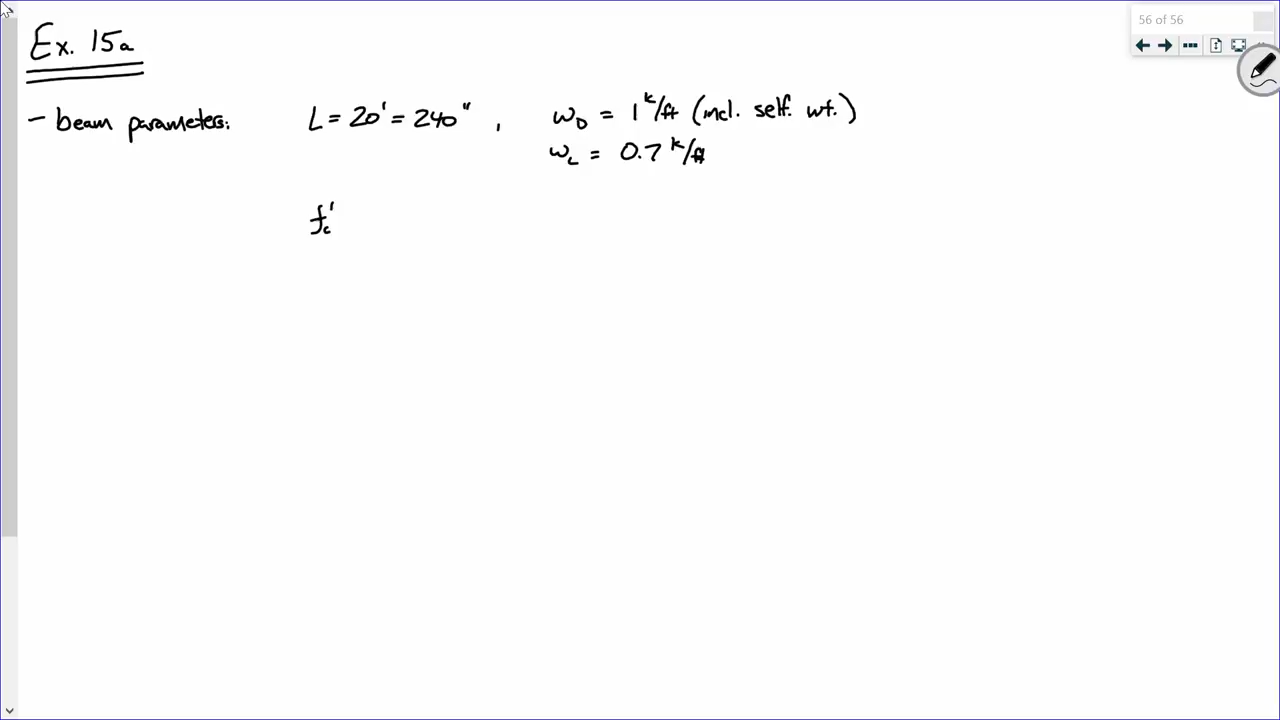 56 of 56
Ex. 15a
- beam parameters: L = 20' = 240", w_D = 1 k/ft (incl. self. wt.)
w_L = 0.7 k/ft
f_c'